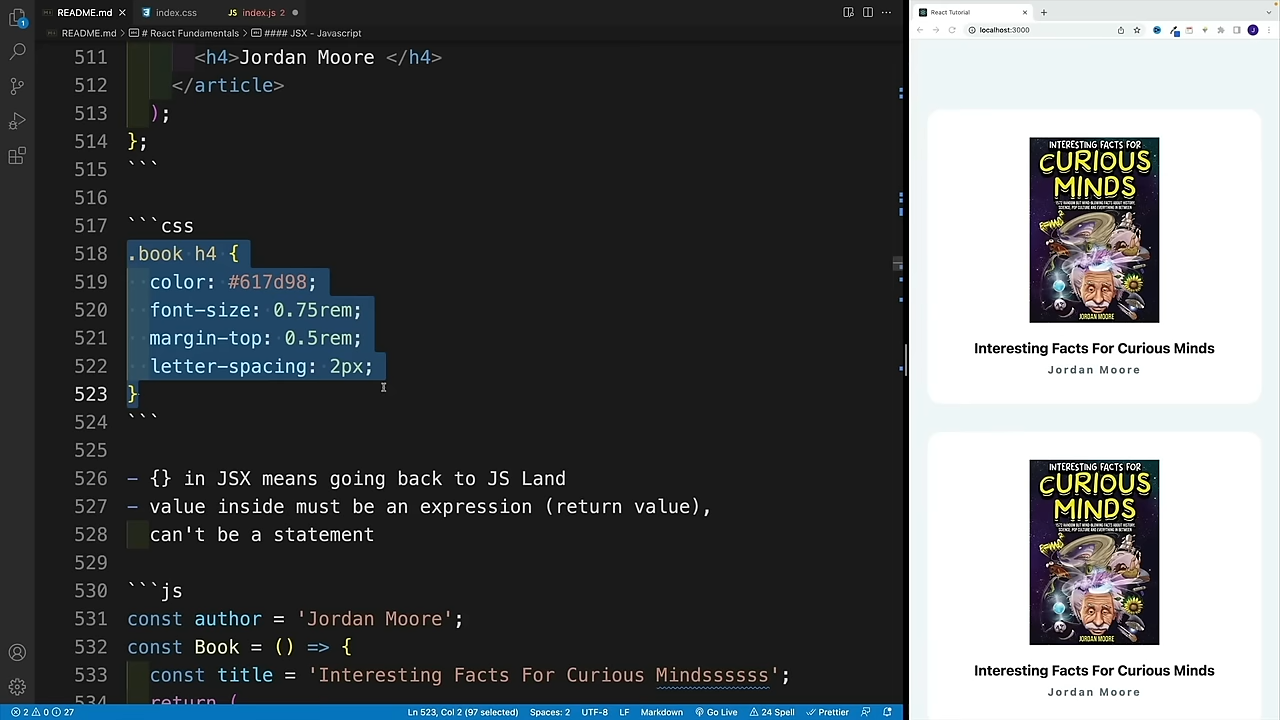 README.md
index.css
JS index.js 2
README.md > # React Fundamentals > #### JSX - Javascript
511 <h4>Jordan Moore </h4>
512 </article>
513 );
514 };
515 ```
516
517 ```css
518 .book h4 {
519 color: #617d98;
520 font-size: 0.75rem;
521 margin-top: 0.5rem;
522 letter-spacing: 2px;
523 }
524 ```
525
526 - {} in JSX means going back to JS Land
527 - value inside must be an expression (return value),
528 can't be a statement
529
530 ```js
531 const author = 'Jordan Moore';
532 const Book = () => {
533 const title = 'Interesting Facts For Curious Mindssssss';
534 return (
2 0 27
Ln 523, Col 2 (97 selected) Spaces: 2 UTF-8 LF Markdown Go Live 24 Spell Prettier
React Tutorial
localhost:3000
J
INTERESTING FACTS FOR
CURIOUS
MINDS
JORDAN MOORE
Interesting Facts For Curious Minds
Jordan Moore
INTERESTING FACTS FOR
CURIOUS
MINDS
JORDAN MOORE
Interesting Facts For Curious Minds
Jordan Moore